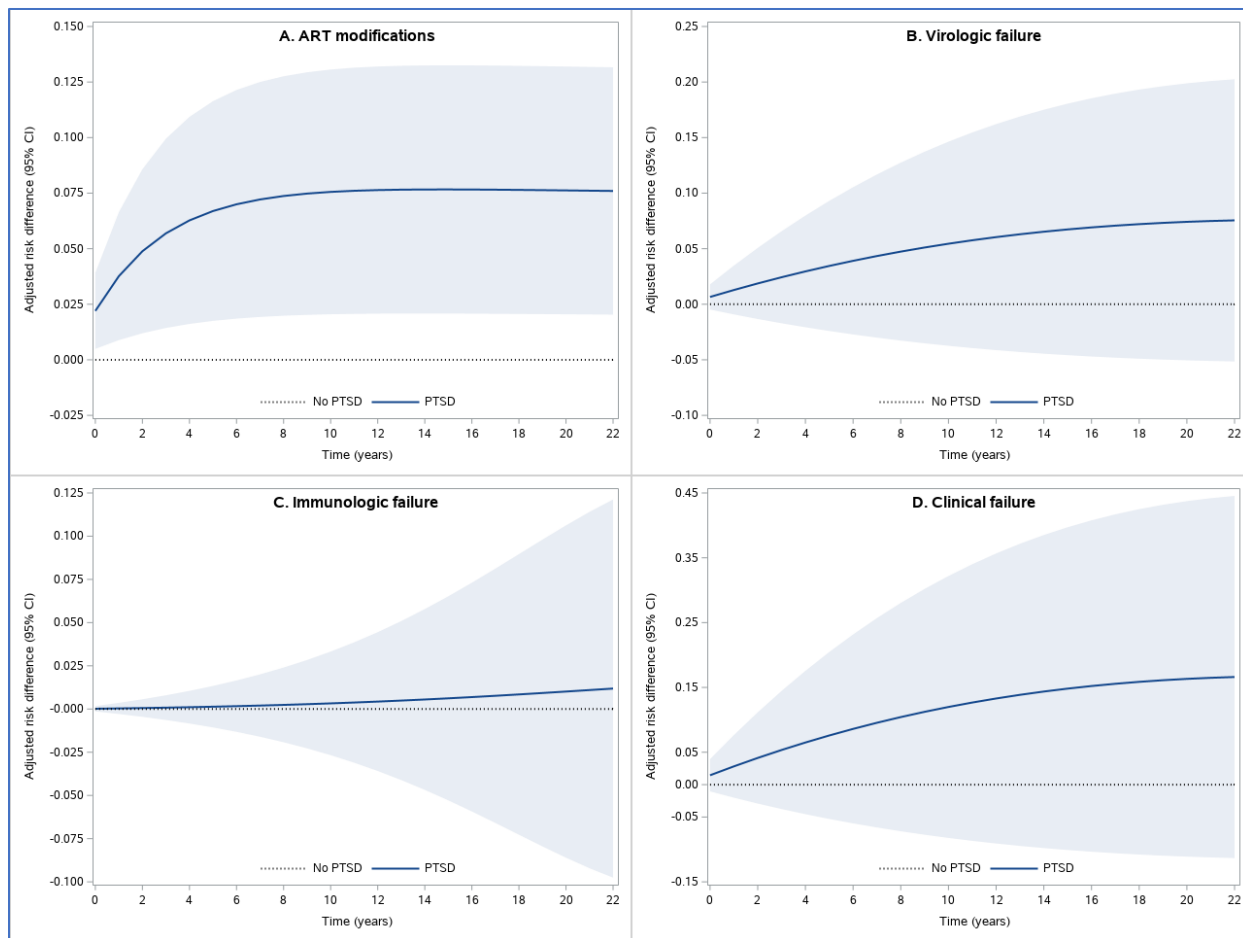 A. ART modifications
Adjusted risk difference (95% CI)
0.150
0.125
0.100
0.075
0.050
0.025
0.000
-0.025
No PTSD PTSD
0 2 4 6 8 10 12 14 16 18 20 22
Time (years)
B. Virologic failure
Adjusted risk difference (95% CI)
0.25
0.20
0.15
0.10
0.05
0.00
-0.05
-0.10
No PTSD PTSD
0 2 4 6 8 10 12 14 16 18 20 22
Time (years)
C. Immunologic failure
Adjusted risk difference (95% CI)
0.125
0.100
0.075
0.050
0.025
-0.000
-0.025
-0.050
-0.075
-0.100
No PTSD PTSD
0 2 4 6 8 10 12 14 16 18 20 22
Time (years)
D. Clinical failure
Adjusted risk difference (95% CI)
0.45
0.35
0.25
0.15
0.05
0.00
-0.05
-0.15
No PTSD PTSD
0 2 4 6 8 10 12 14 16 18 20 22
Time (years)